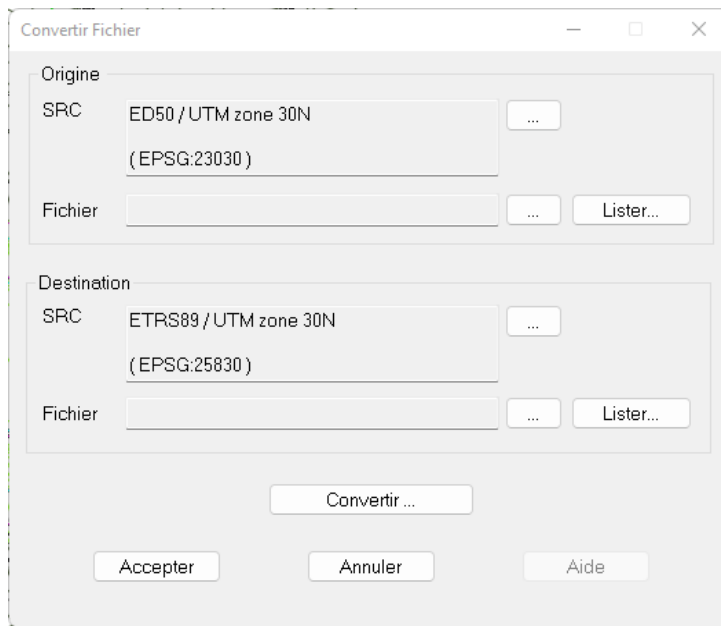 Convertir Fichier
Origine
SRC
ED50 / UTM zone 30N
...
( EPSG:23030 )
Fichier
...
Lister...
Destination
SRC
ETRS89 / UTM zone 30N
...
( EPSG:25830 )
Fichier
...
Lister...
Convertir ...
Accepter
Annuler
Aide